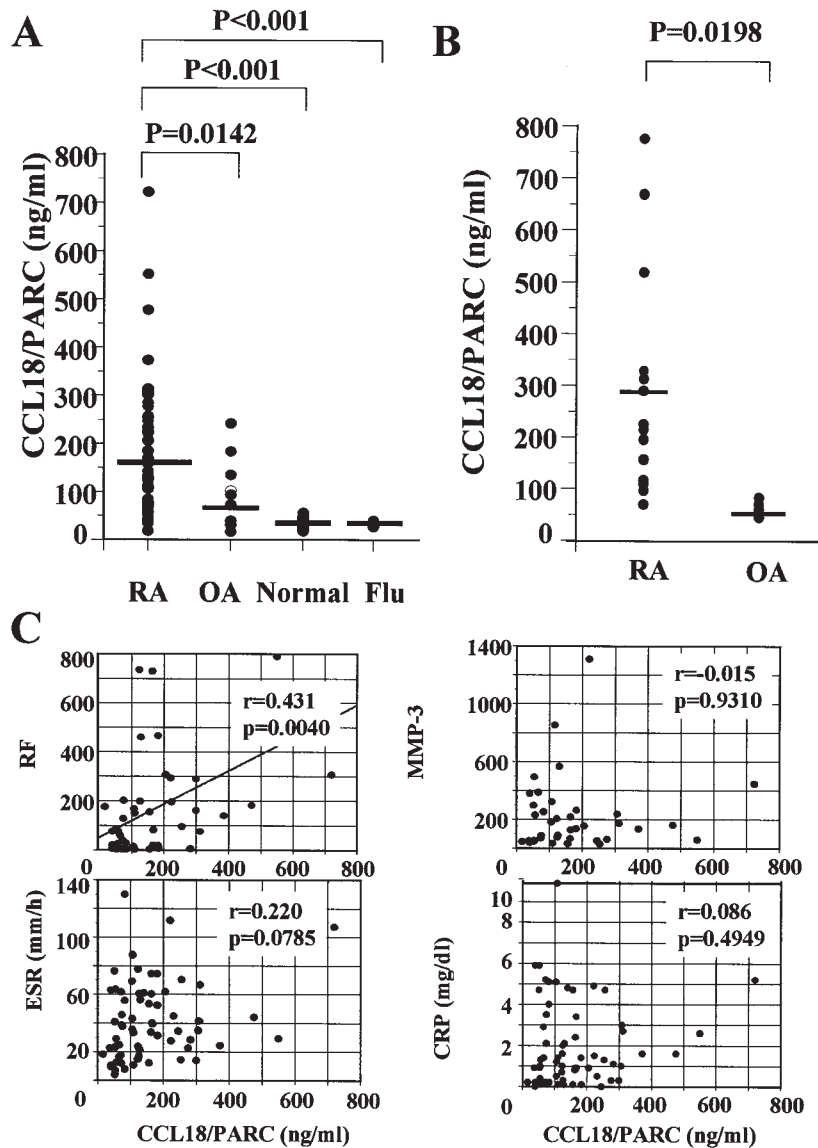 A
P<0.001
P<0.001
P=0.0142
CCL18/PARC (ng/ml)
800
700
600
500
400
300
200
100
0
RA OA Normal Flu
B
P=0.0198
CCL18/PARC (ng/ml)
800
700
600
500
400
300
200
100
0
RA OA
C
RF
800
600
400
200
0
r=0.431
p=0.0040
0 200 400 600 800
MMP-3
1400
1000
600
200
0
r=-0.015
p=0.9310
0 200 400 600 800
ESR (mm/h)
140
100
60
20
0
r=0.220
p=0.0785
0 200 400 600 800
CCL18/PARC (ng/ml)
CRP (mg/dl)
10
8
6
4
2
0
r=0.086
p=0.4949
0 200 400 600 800
CCL18/PARC (ng/ml)